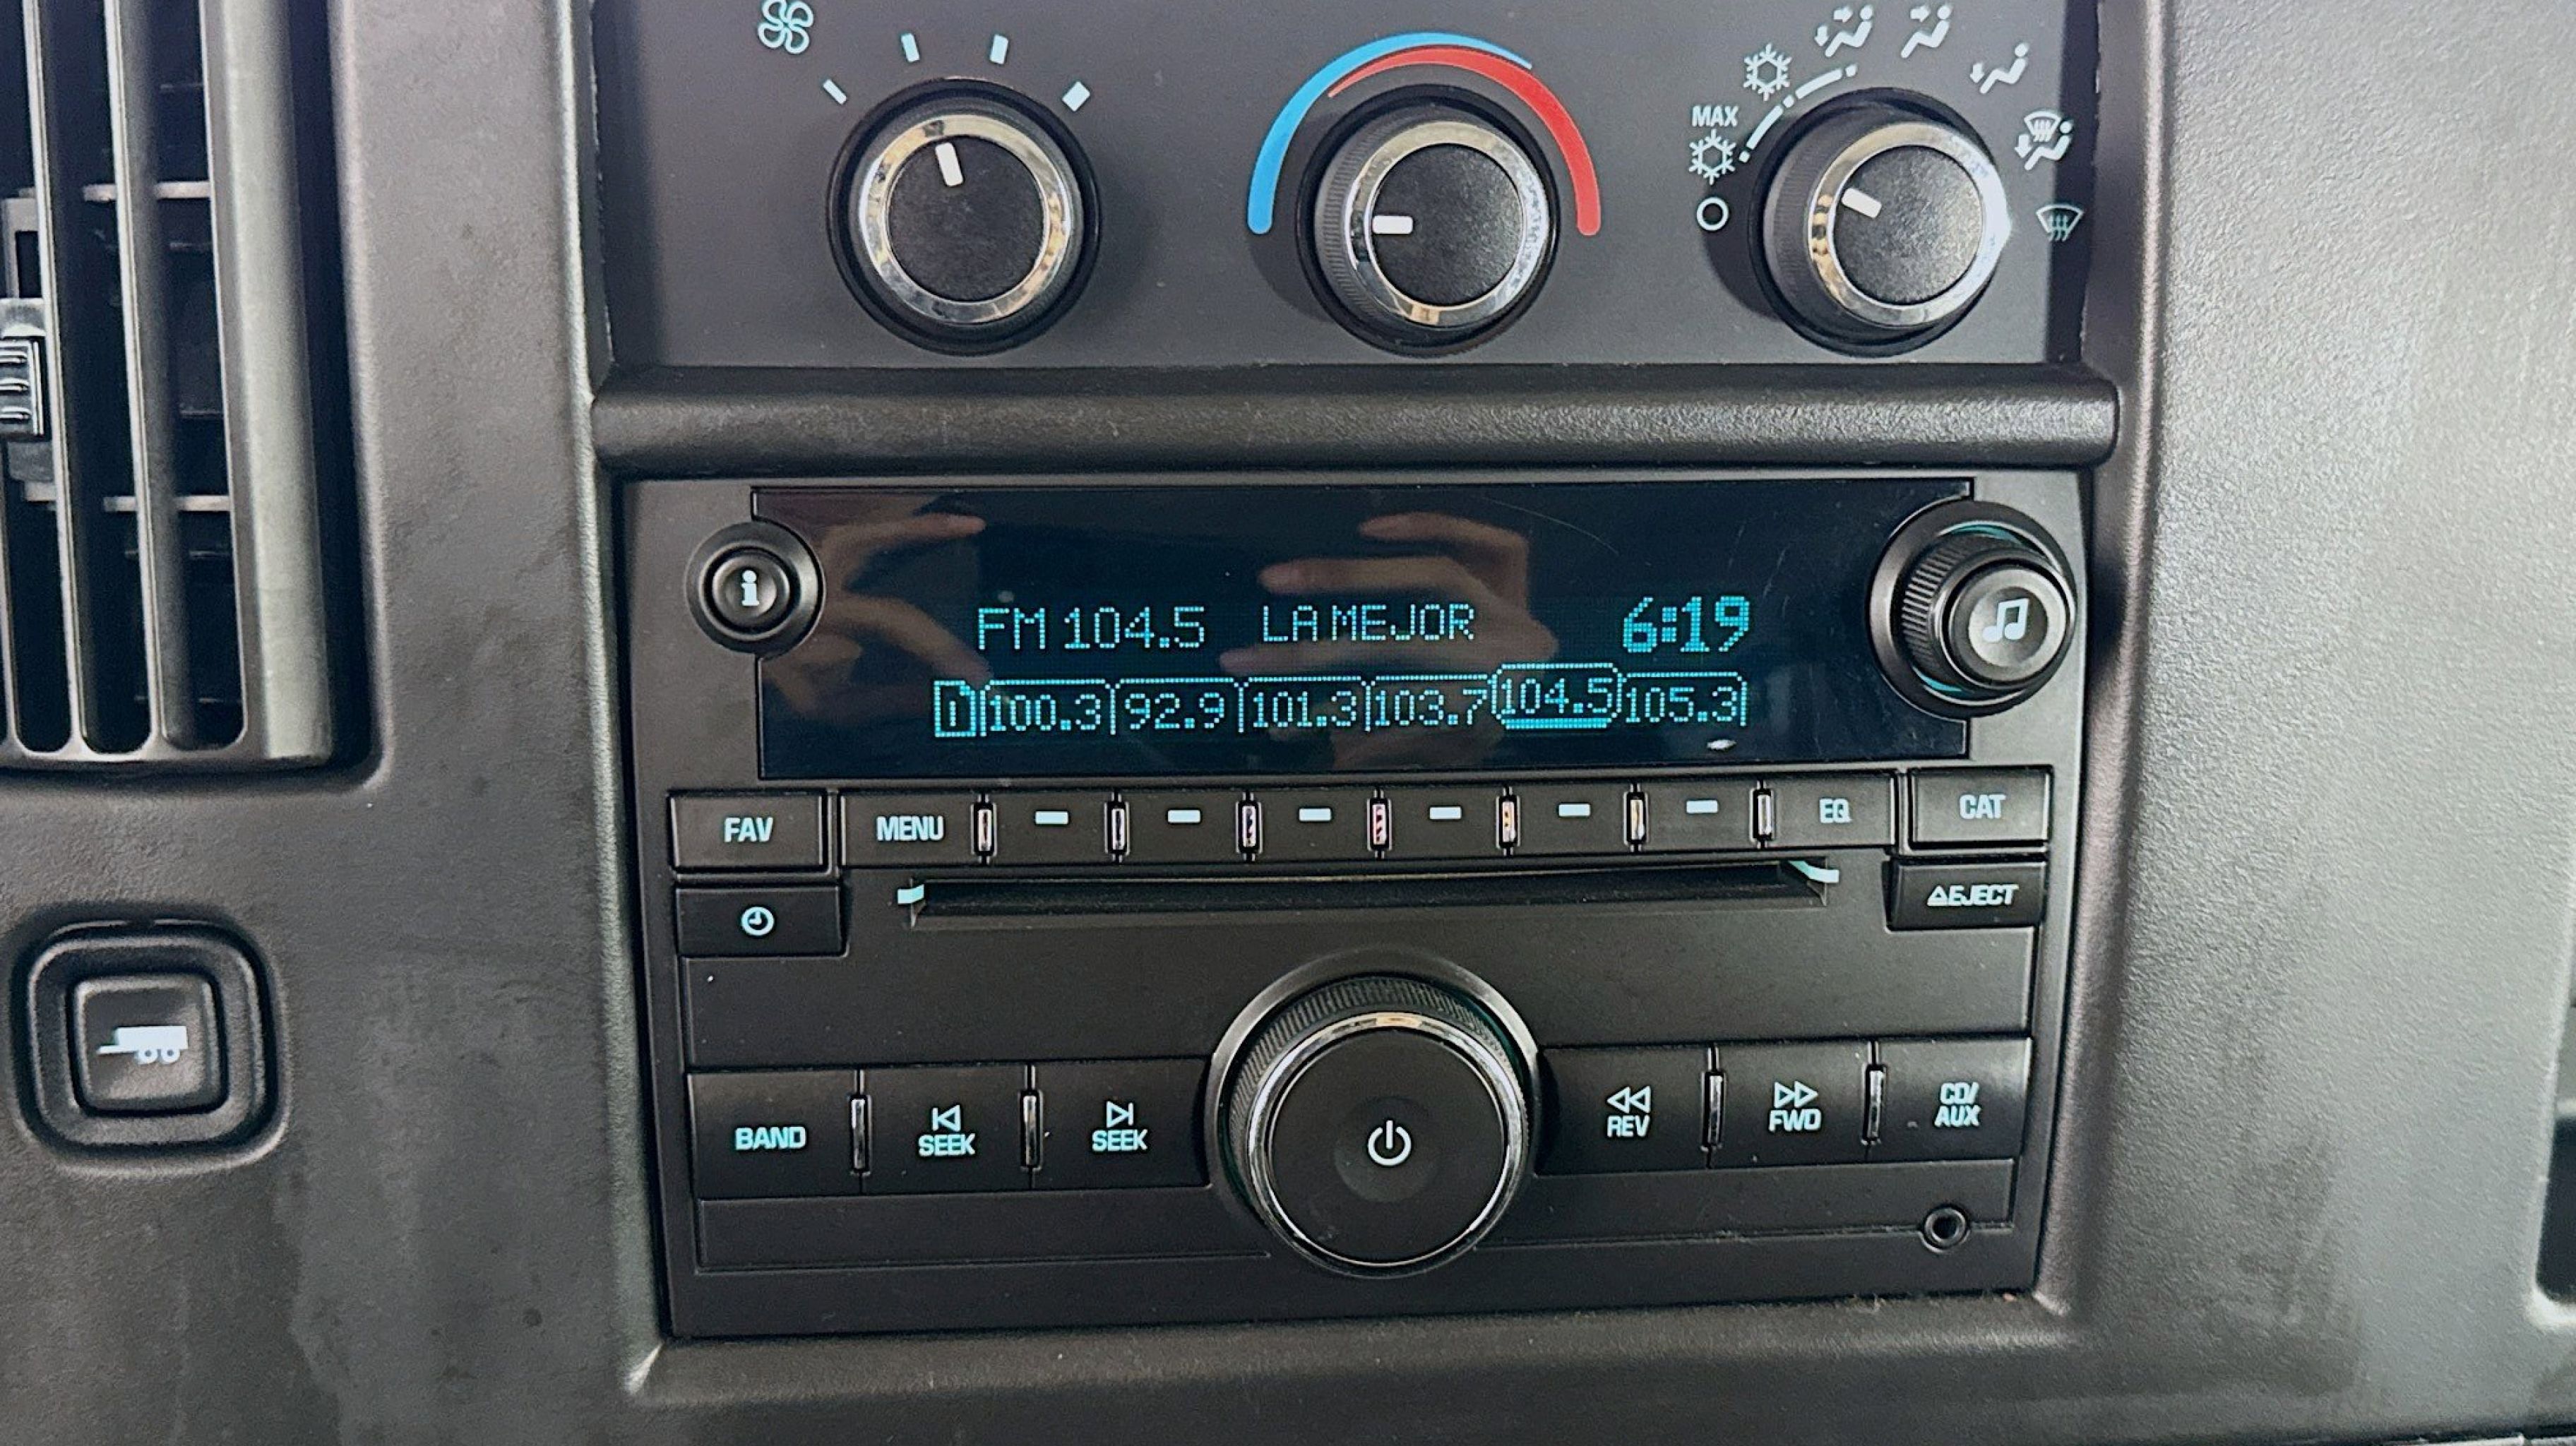 MAX
i
FM 104.5 LA MEJOR 6:19
1 100.3 92.9 101.3 103.7 104.5 105.3
FAV MENU EQ CAT
EJECT
BAND SEEK SEEK REV FWD CD/AUX